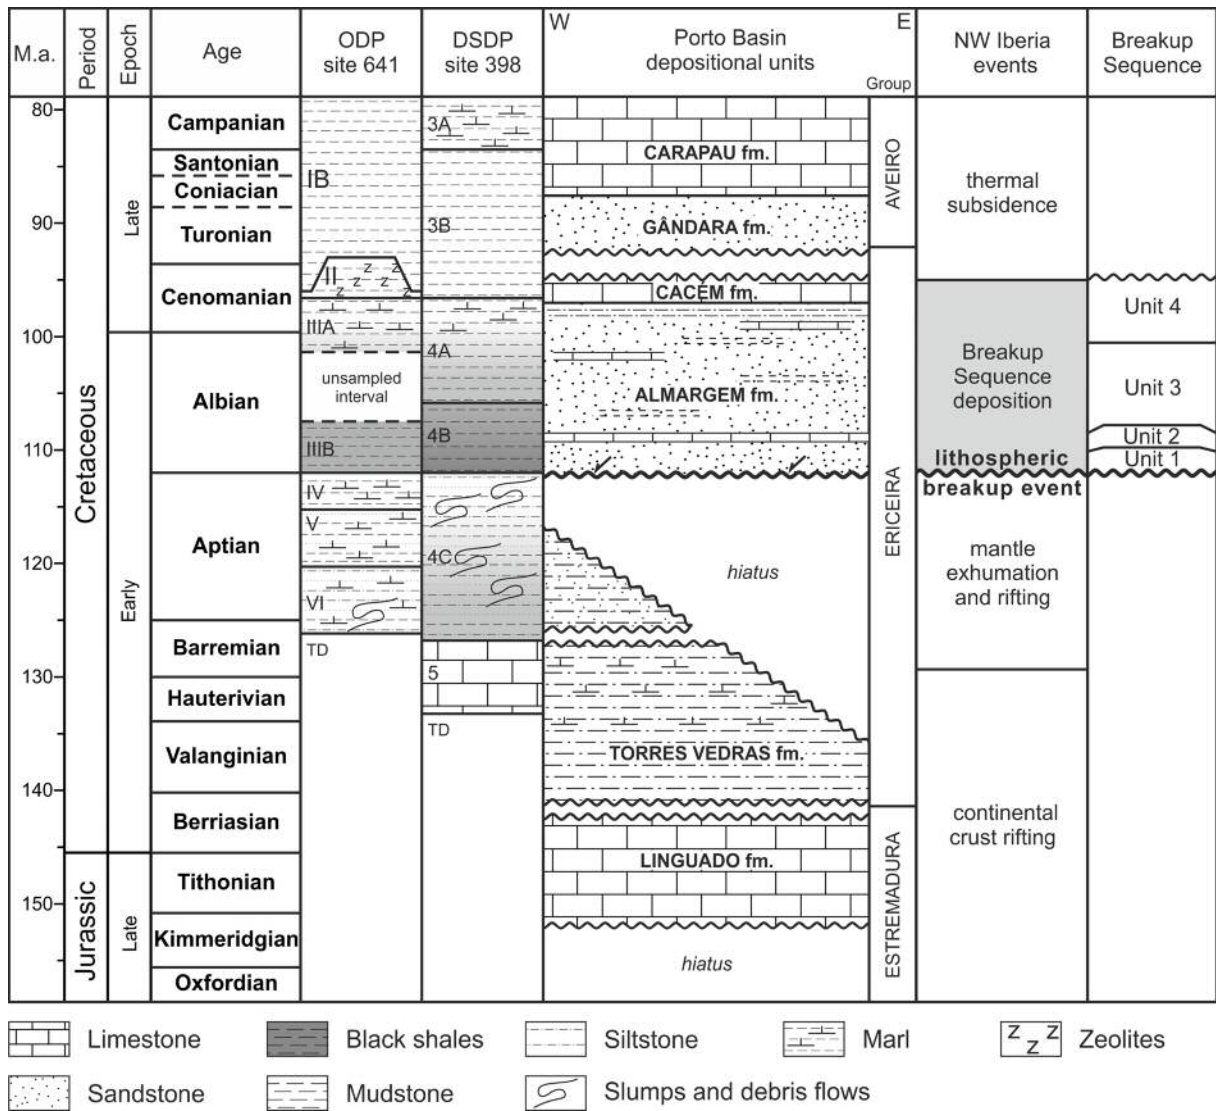 M.a.
Period
Epoch
Age
ODP
site 641
DSDP
site 398
W
E
Porto Basin
depositional units
Group
NW Iberia
events
Breakup
Sequence
80
90
100
110
120
130
140
150
Cretaceous
Jurassic
Late
Early
Late
Campanian
Santonian
Coniacian
Turonian
Cenomanian
Albian
Aptian
Barremian
Hauterivian
Valanginian
Berriasian
Tithonian
Kimmeridgian
Oxfordian
IB
II
z z z z z z z
IIIA
unsampled
interval
IIIB
IV
V
VI
TD
3A
3B
4A
4B
4C
5
TD
CARAPAU fm.
GÂNDARA fm.
CACÉM fm.
ALMARGEM fm.
hiatus
TORRES VEDRAS fm.
LINGUADO fm.
hiatus
AVEIRO
ERICEIRA
ESTREMADURA
thermal
subsidence
Breakup
Sequence
deposition
lithospheric
breakup event
mantle
exhumation
and rifting
continental
crust rifting
Unit 4
Unit 3
Unit 2
Unit 1
Limestone
Black shales
Siltstone
Marl
z z z z
Zeolites
Sandstone
Mudstone
Slumps and debris flows